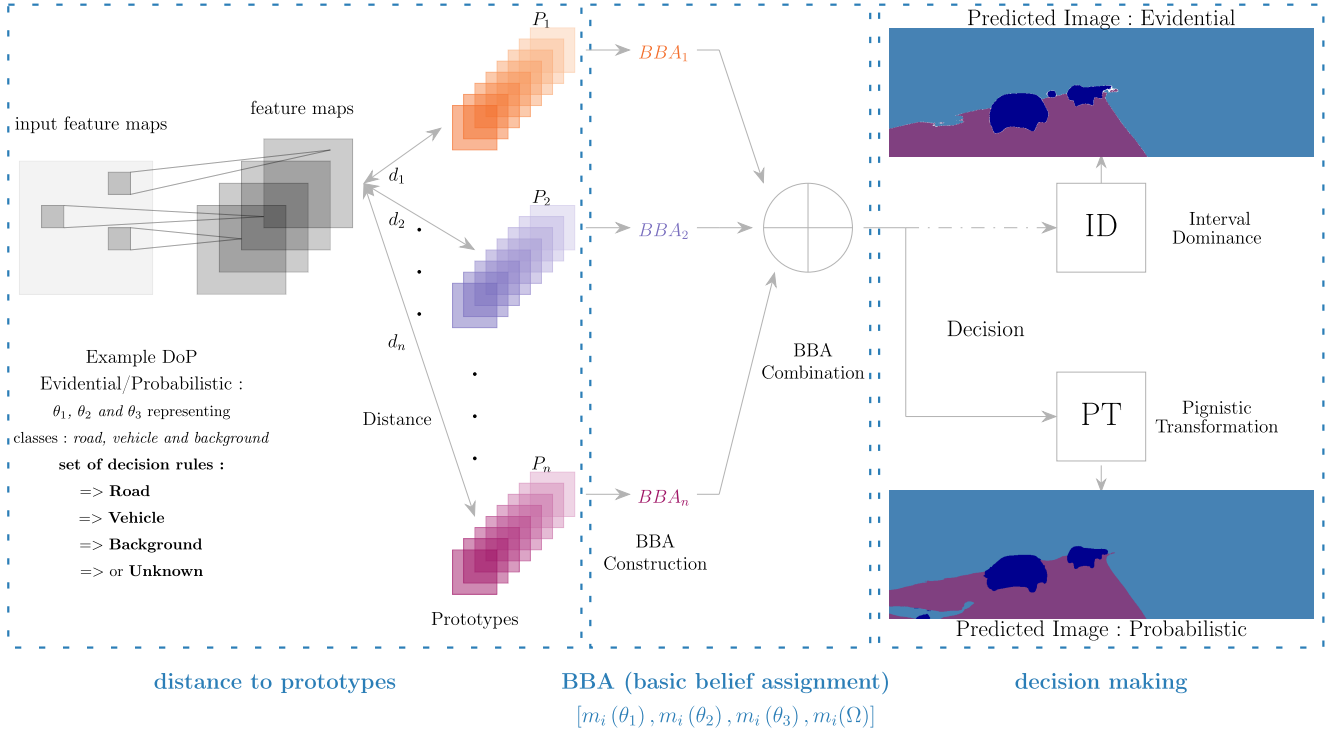 input feature maps
feature maps
d₁
d₂
dₙ
Distance
P₁
P₂
Pₙ
Prototypes
Example DoP
Evidential/Probabilistic :
θ₁, θ₂ and θ₃ representing
classes : road, vehicle and background
set of decision rules :
=> Road
=> Vehicle
=> Background
=> or Unknown
distance to prototypes
BBA₁
BBA₂
BBAₙ
BBA
Construction
BBA
Combination
BBA (basic belief assignment)
[mᵢ (θ₁) , mᵢ (θ₂) , mᵢ (θ₃) , mᵢ(Ω)]
Predicted Image : Evidential
ID
Interval
Dominance
Decision
PT
Pignistic
Transformation
Predicted Image : Probabilistic
decision making